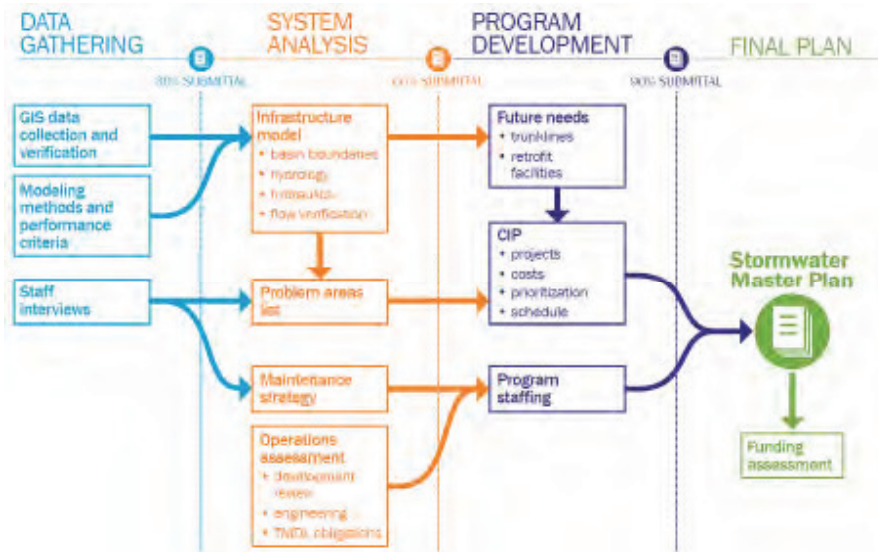 DATA
GATHERING
SYSTEM
ANALYSIS
PROGRAM
DEVELOPMENT
FINAL PLAN
30% SUBMITTAL
60% SUBMITTAL
90% SUBMITTAL
GIS data
collection and
verification
Modeling
methods and
performance
criteria
Staff
interviews
Infrastructure
model
• basin boundaries
• hydrology
• hydraulics
• flow verification
Problem areas
list
Maintenance
strategy
Operations
assessment
• development
review
• engineering
• TMDL obligations
Future needs
• trunklines
• retrofit
facilities
CIP
• projects
• costs
• prioritization
• schedule
Program
staffing
Stormwater
Master Plan
Funding
assessment